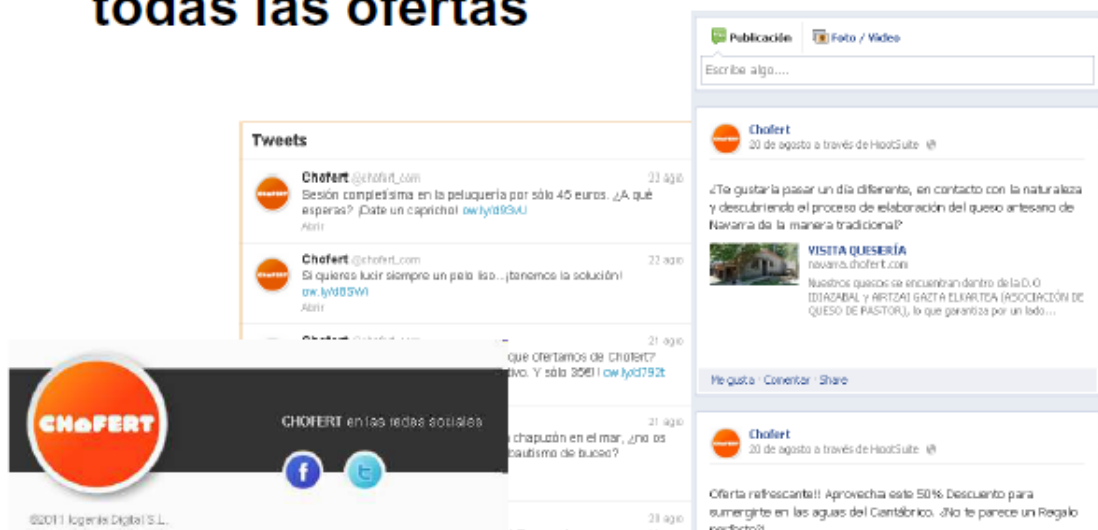 todas las ofertas
Publicación Foto / Video
Escribe algo....
Chofert
20 de agosto a través de HootSuite
¿Te gustaría pasar un día diferente, en contacto con la naturaleza
y descubriendo el proceso de elaboración del queso artesano de
Navarra de la manera tradicional?
VISITA QUESERÍA
navarra.chofert.com
Nuestros quesos se encuentran dentro de la D.O
IDIAZABAL y ARTZAI GAZTA ELKARTEA (ASOCIACIÓN DE
QUESO DE PASTOR), lo que garantiza por un lado...
Me gusta · Comentar · Share
Chofert
20 de agosto a través de HootSuite
Oferta refrescante!! Aprovecha este 50% Descuento para
sumergirte en las aguas del Cantábrico. ¿No te parece un Regalo
perfecto?!
Tweets
Chofert @chofert_com 22 ago
Sesión completísima en la peluquería por sólo 45 euros. ¿A qué
esperas? ¡Date un capricho! ow.ly/d93vU
Abrir
Chofert @chofert_com 22 ago
Si quieres lucir siempre un pelo liso...¡tenemos la solución!
ow.ly/d8SWI
Abrir
Chofert @chofert_com 21 ago
que ofertamos de Chofert?
tivo. Y sólo 35€!! ow.ly/d792t
21 ago
chapuzón en el mar, ¿no os
bautismo de buceo?
21 ago
CHOFERT
CHOFERT en las redes sociales
©2011 Iogenia Digital S.L.